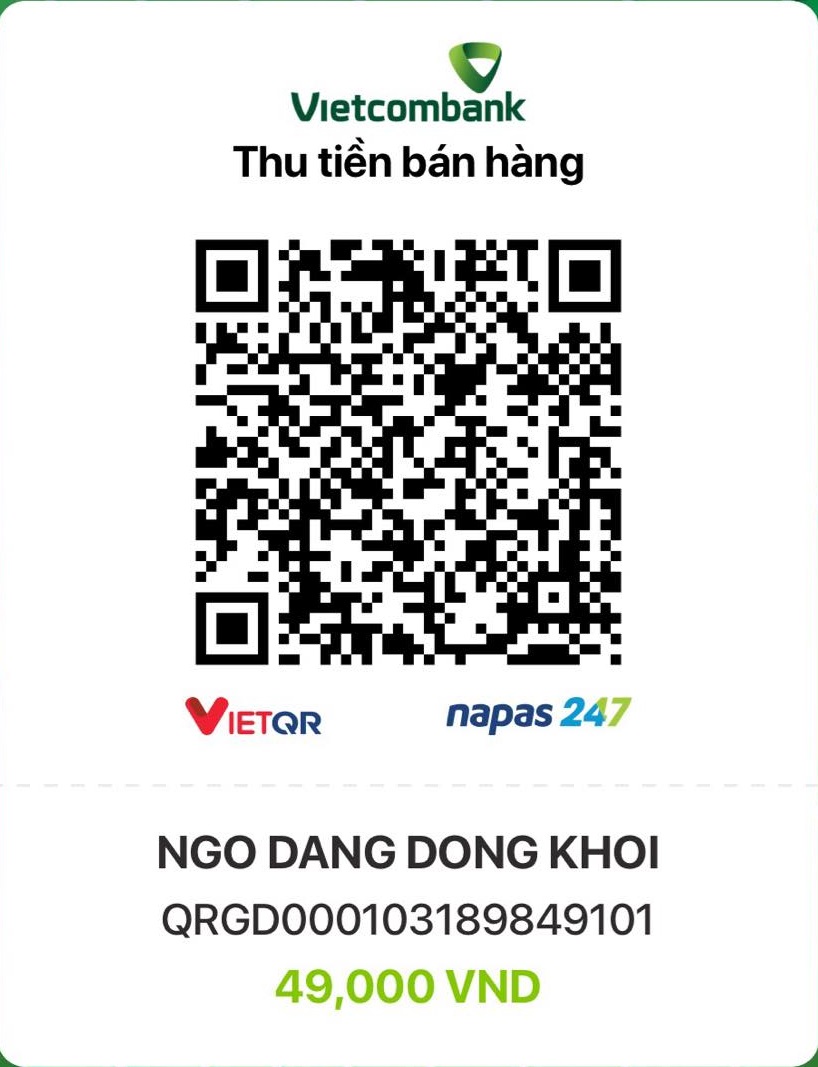 Vietcombank
Thu tiền bán hàng
VIETQR
napas 247
NGO DANG DONG KHOI
QRGD000103189849101
49,000 VND